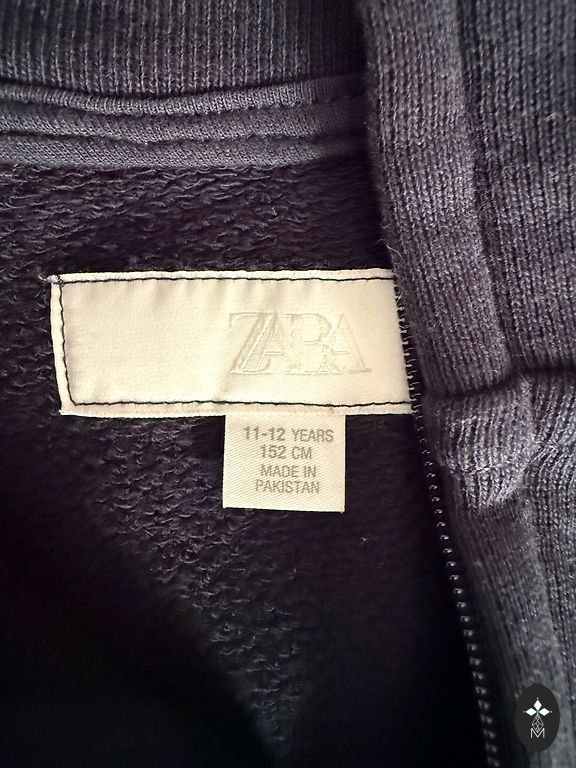 ZARA
11-12 YEARS
152 CM
MADE IN
PAKISTAN